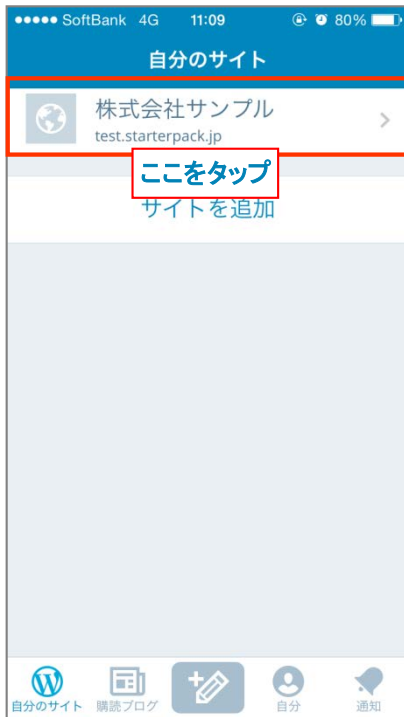 SoftBank 4G 11:09 80%
自分のサイト
株式会社サンプル
test.starterpack.jp
ここをタップ
サイトを追加
自分のサイト 購読ブログ 自分 通知